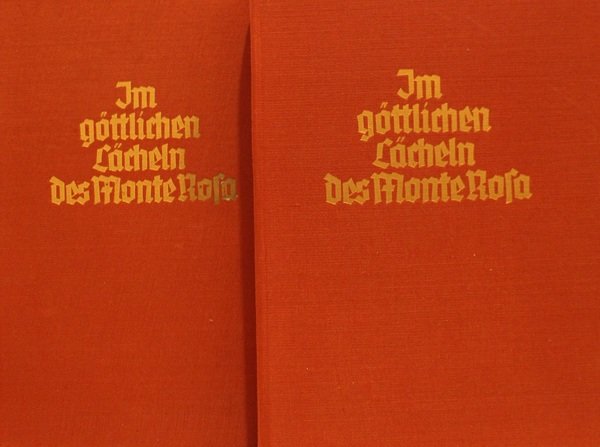 Im
göttlichen
Lächeln
des Monte Rosa
Im
göttlichen
Lächeln
des Monte Rosa